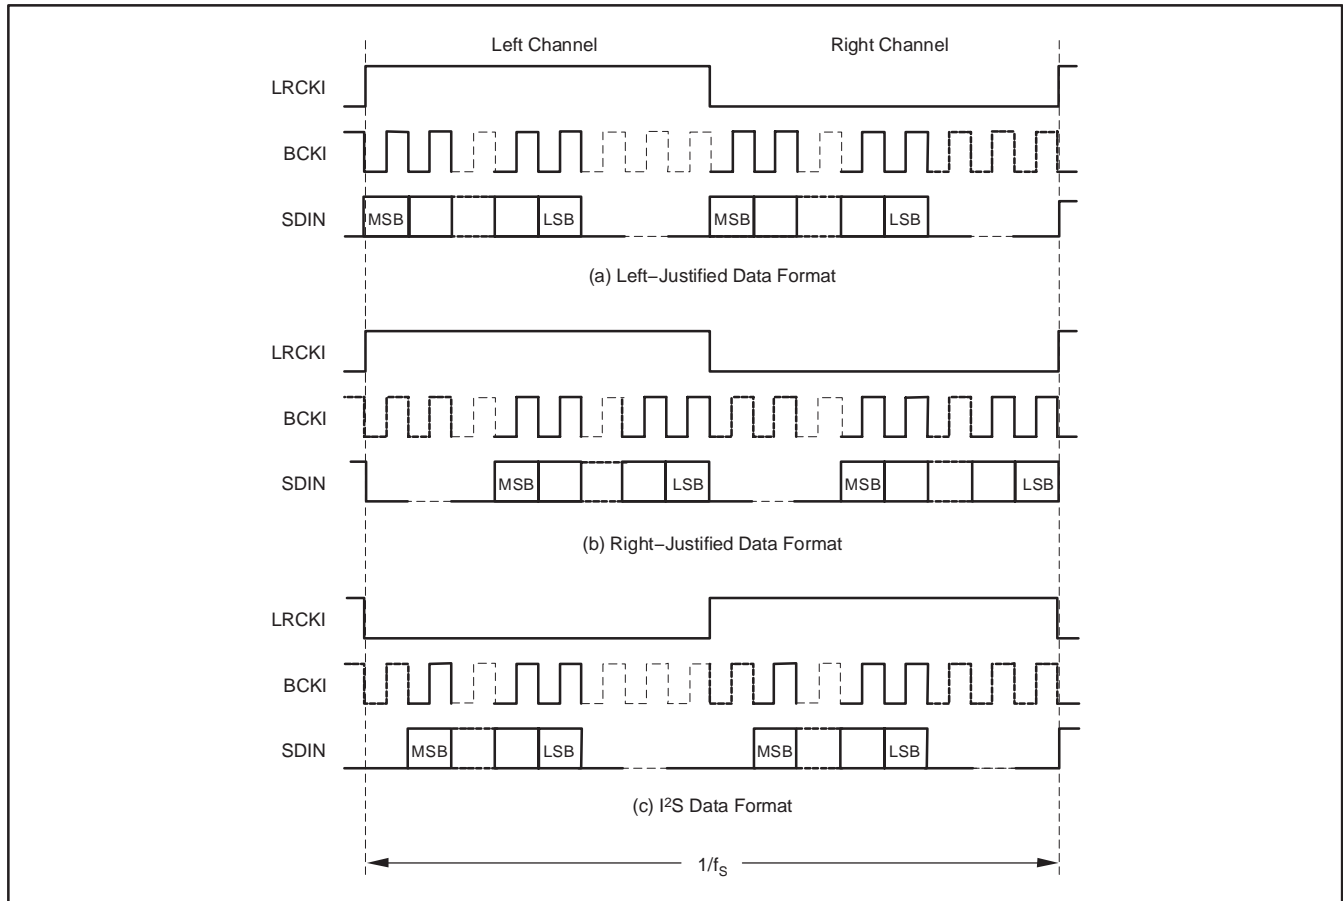 Left Channel Right Channel
LRCKI
BCKI
SDIN MSB LSB MSB LSB
(a) Left−Justified Data Format
LRCKI
BCKI
SDIN MSB LSB MSB LSB
(b) Right−Justified Data Format
LRCKI
BCKI
SDIN MSB LSB MSB LSB
(c) I²S Data Format
1/fS